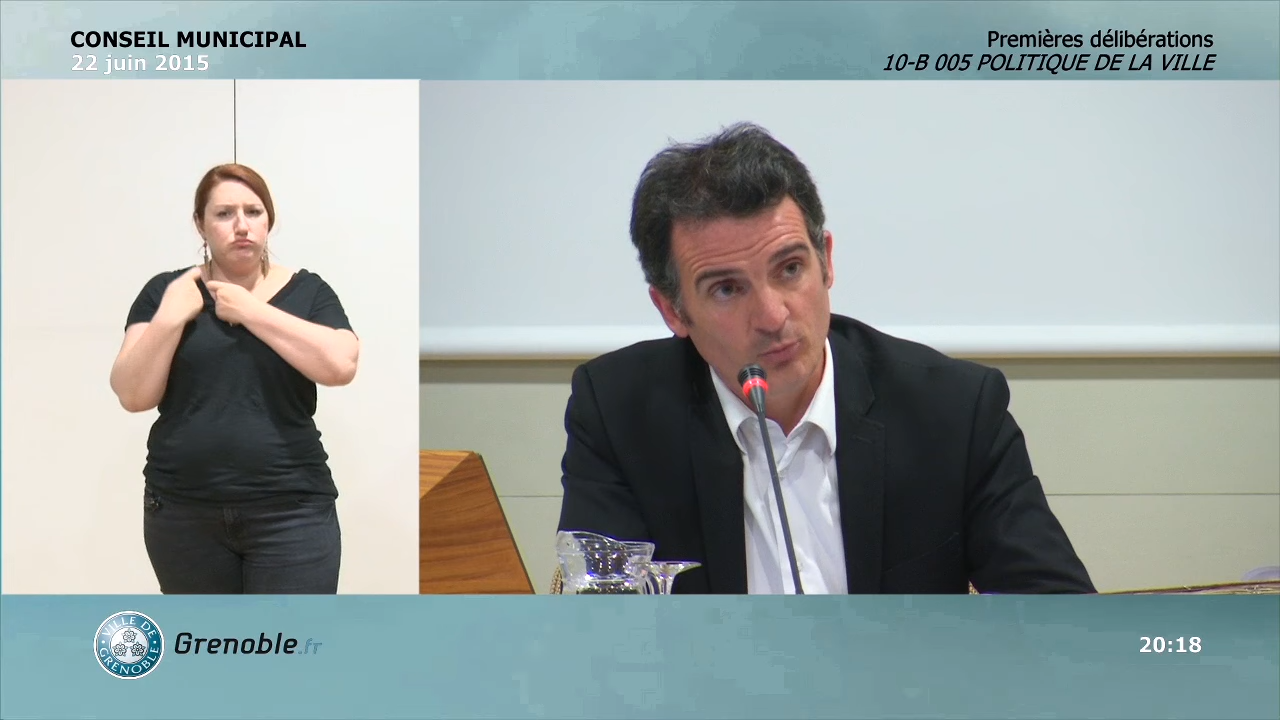 CONSEIL MUNICIPAL
22 juin 2015
Premières délibérations
10-B 005 POLITIQUE DE LA VILLE
VILLE DE GRENOBLE
Grenoble.fr
20:18